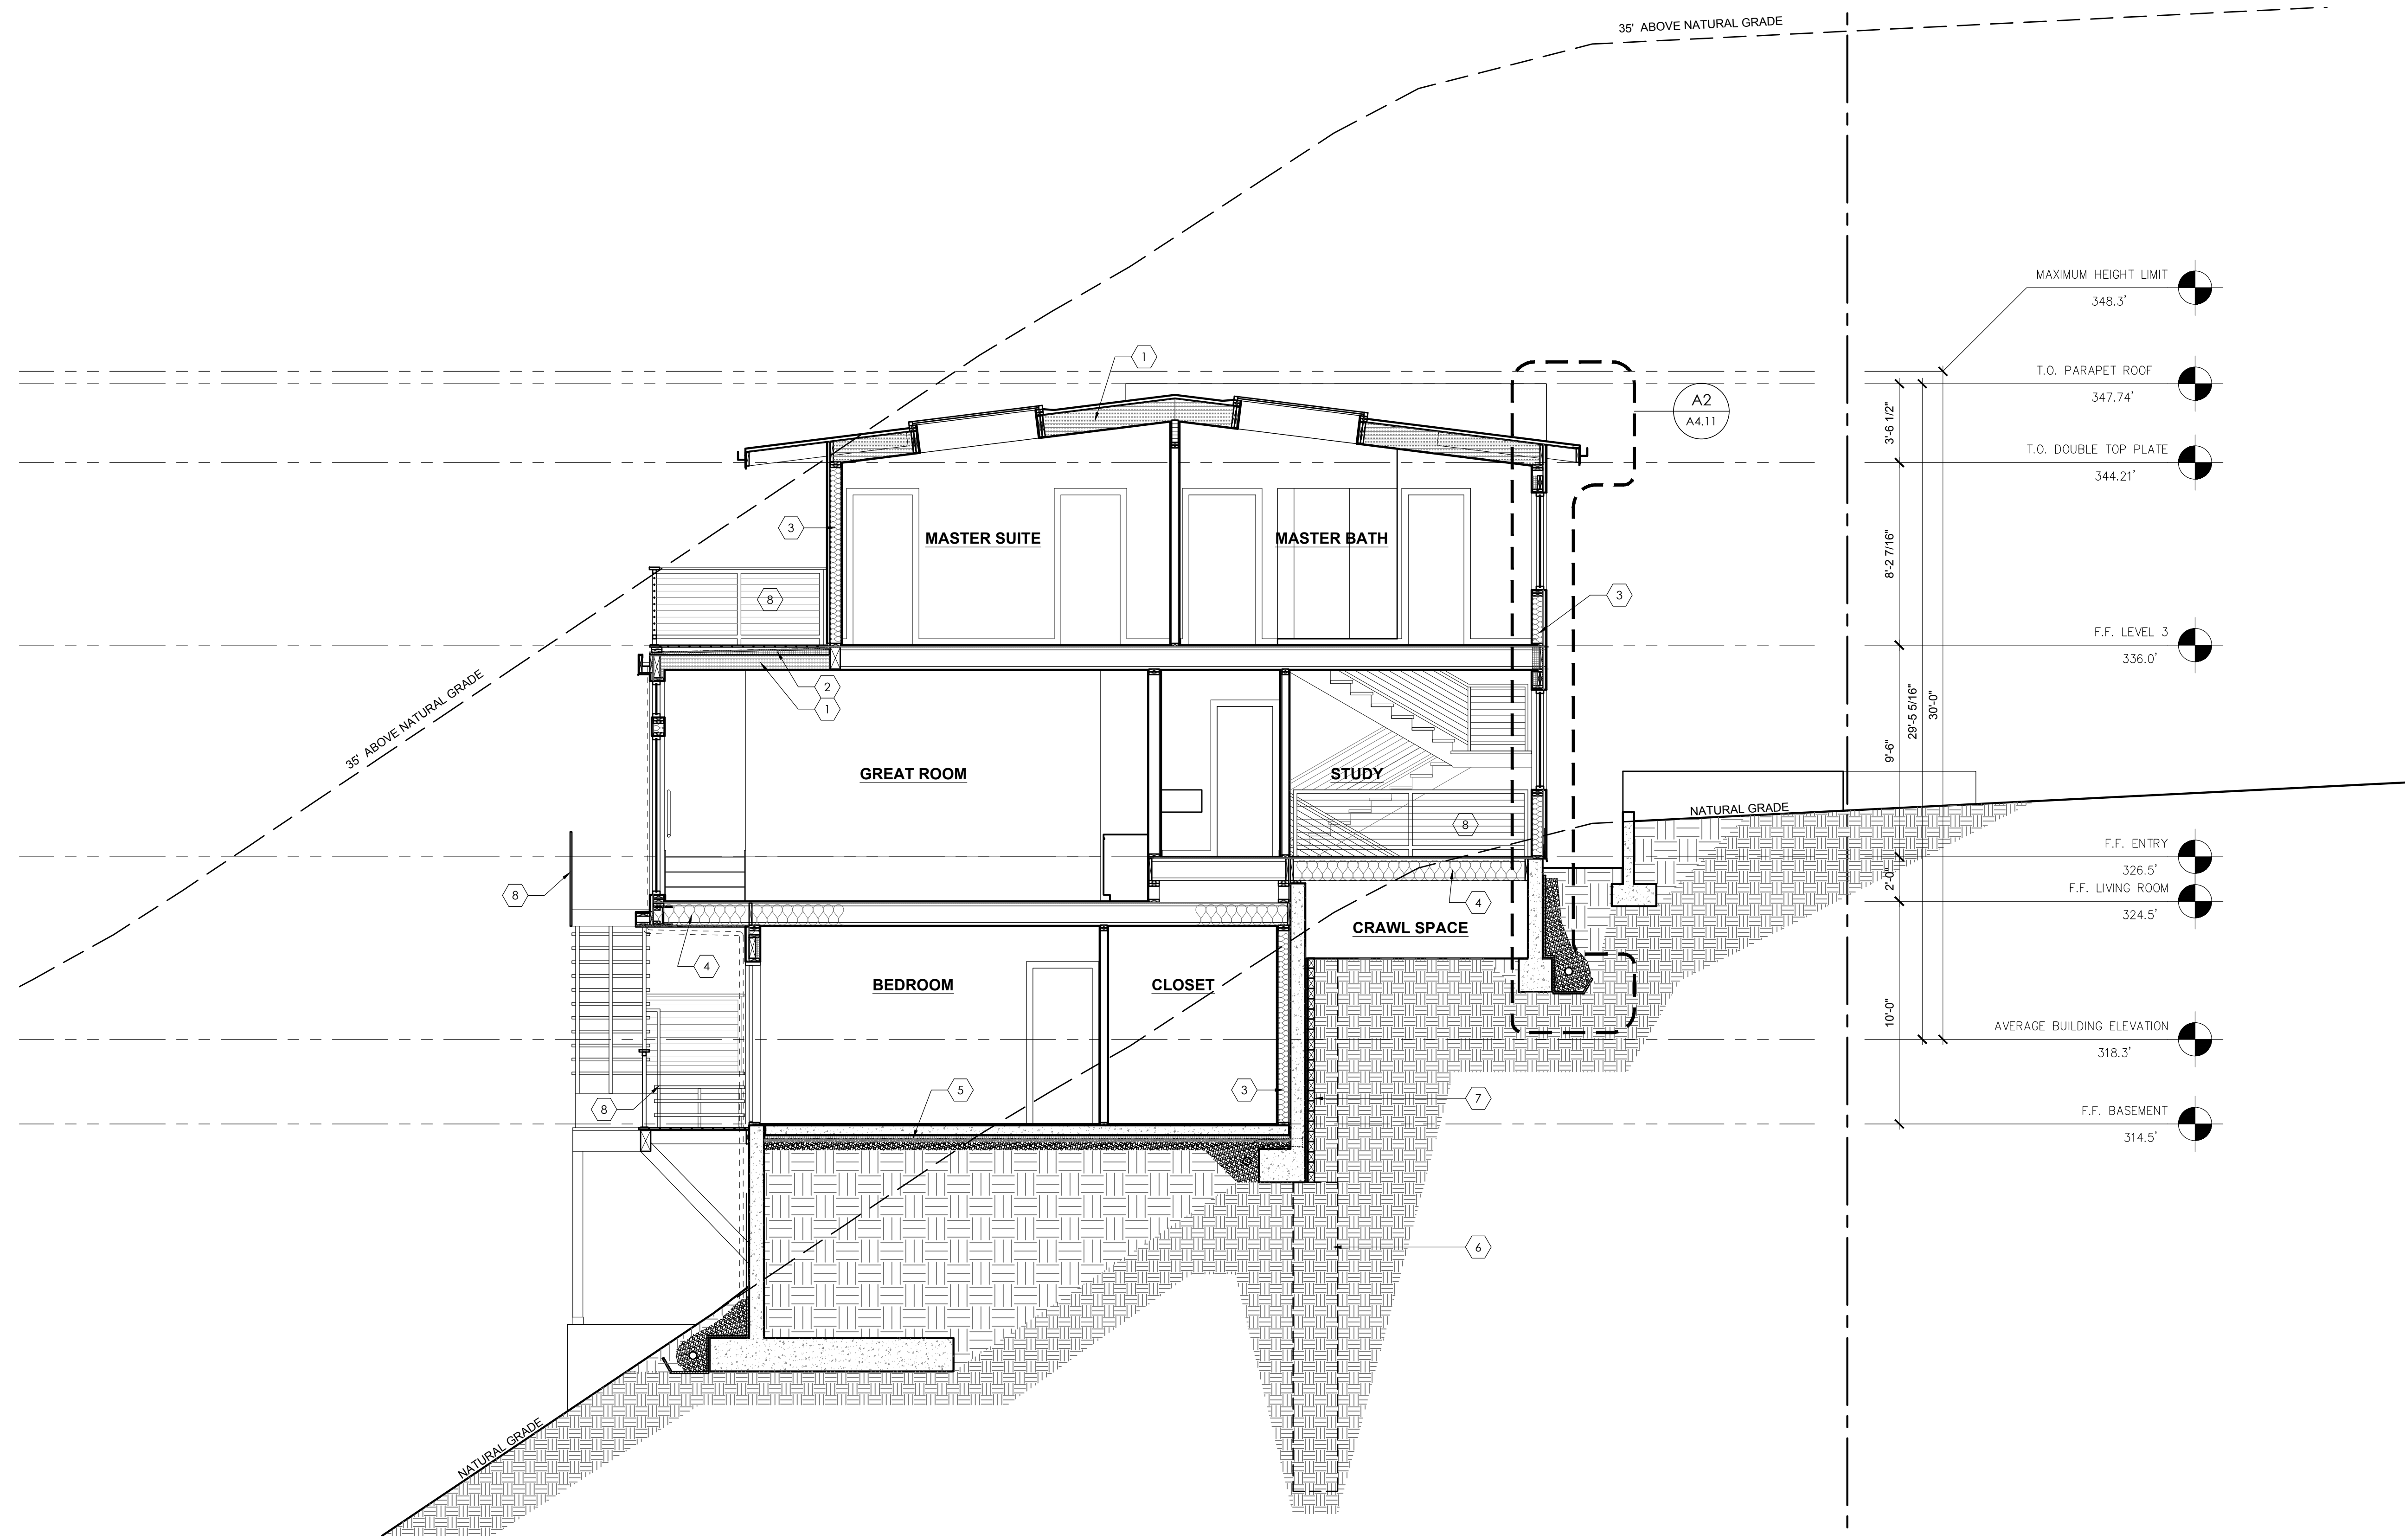 35' ABOVE NATURAL GRADE
MAXIMUM HEIGHT LIMIT
348.3'
1
T.O. PARAPET ROOF
347.74'
A2
A4.11
3'-6 1/2"
T.O. DOUBLE TOP PLATE
344.21'
3
MASTER SUITE
MASTER BATH
8'-2 7/16"
8
3
F.F. LEVEL 3
336.0'
2
1
35' ABOVE NATURAL GRADE
29'-5 5/16"
30'-0"
9'-6"
GREAT ROOM
STUDY
NATURAL GRADE
8
F.F. ENTRY
326.5'
2'-0"
F.F. LIVING ROOM
324.5'
8
4
CRAWL SPACE
4
BEDROOM
CLOSET
10'-0"
AVERAGE BUILDING ELEVATION
318.3'
5
3
7
8
F.F. BASEMENT
314.5'
6
NATURAL GRADE